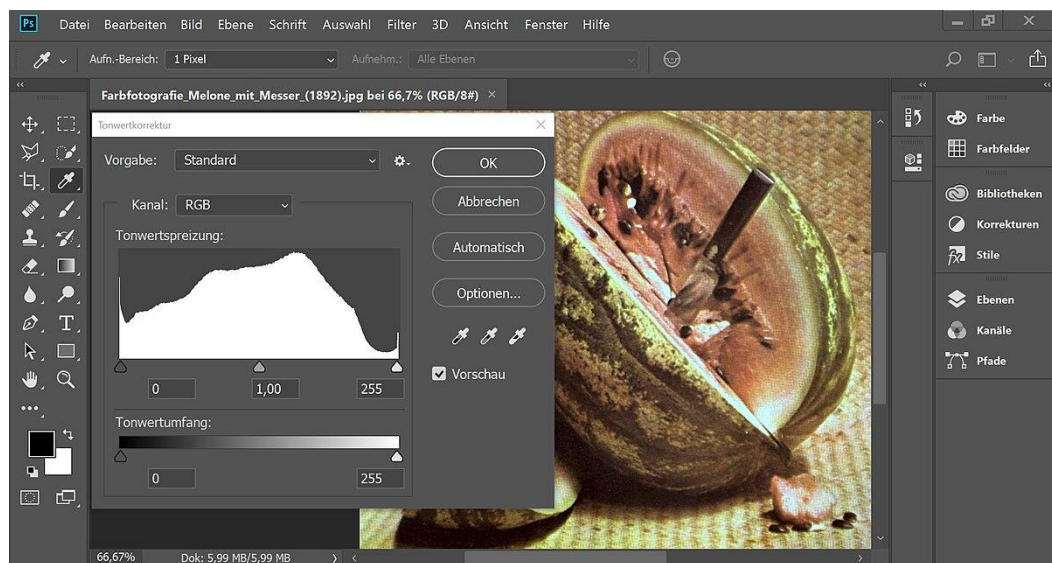 Ps Datei Bearbeiten Bild Ebene Schrift Auswahl Filter 3D Ansicht Fenster Hilfe
Aufn.-Bereich: 1 Pixel Aufnehm.: Alle Ebenen
Farbfotografie_Melone_mit_Messer_(1892).jpg bei 66,7% (RGB/8#) ×
Tonwertkorrektur
Vorgabe: Standard
Kanal: RGB
Tonwertspreizung:
0 1,00 255
Tonwertumfang:
0 255
OK
Abbrechen
Automatisch
Optionen...
Vorschau
Farbe
Farbfelder
Bibliotheken
Korrekturen
Stile
Ebenen
Kanäle
Pfade
66,67% Dok: 5,99 MB/5,99 MB